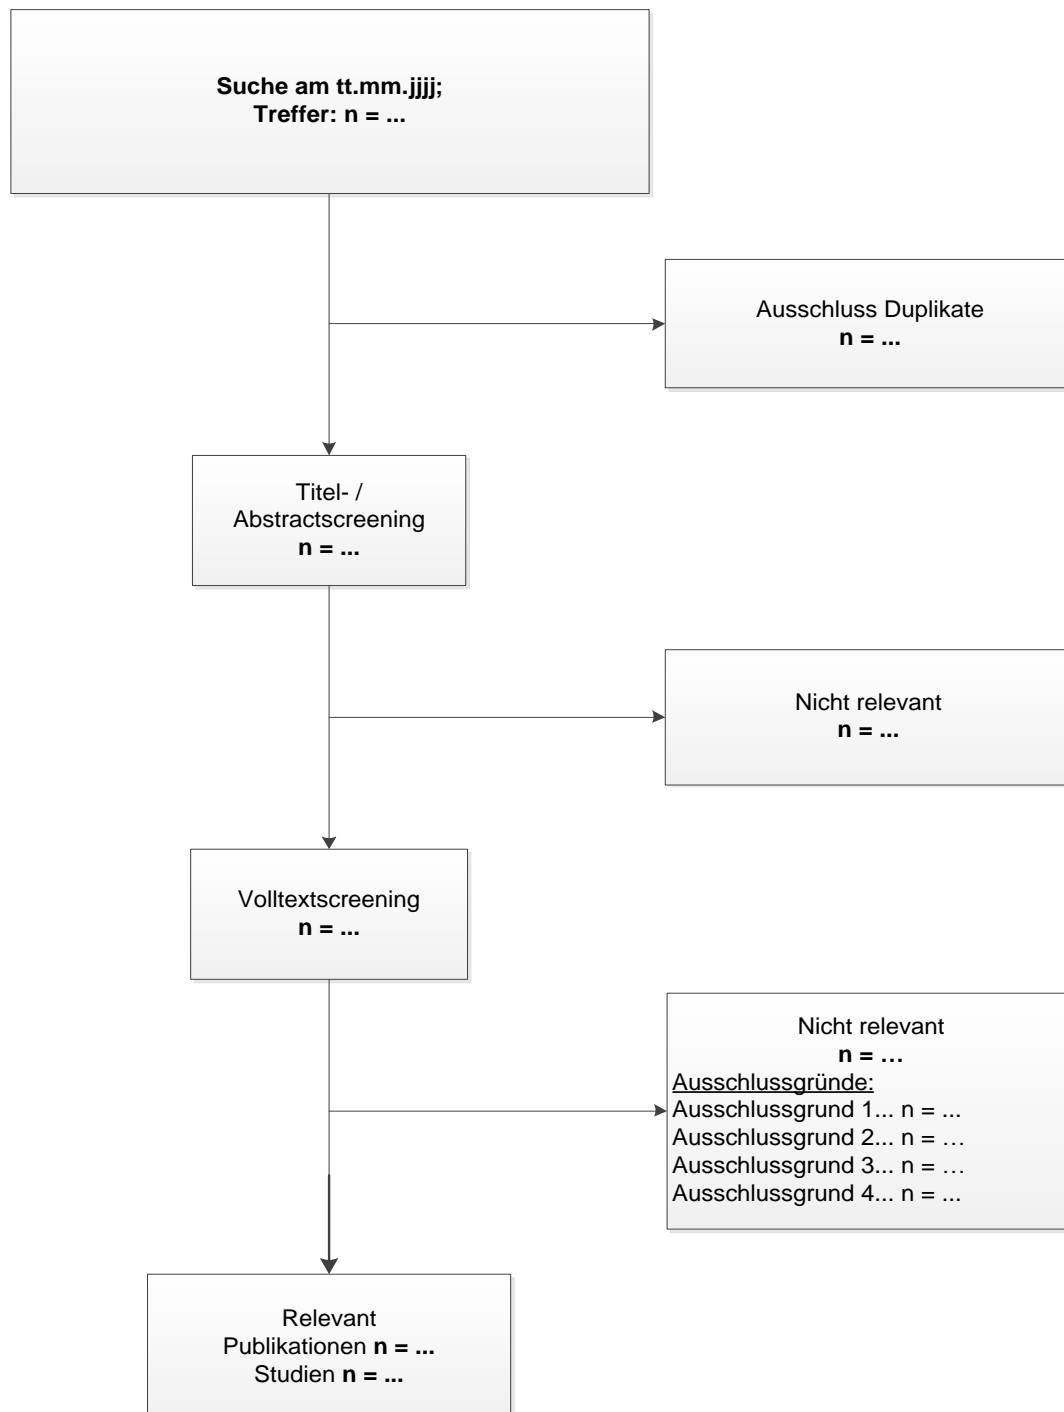 Suche am tt.mm.jjjj;
Treffer: n = ...
Ausschluss Duplikate
n = ...
Titel- /
Abstractscreening
n = ...
Nicht relevant
n = ...
Volltextscreening
n = ...
Nicht relevant
n = …
Ausschlussgründe:
Ausschlussgrund 1... n = ...
Ausschlussgrund 2... n = …
Ausschlussgrund 3... n = …
Ausschlussgrund 4... n = ...
Relevant
Publikationen n = ...
Studien n = ...